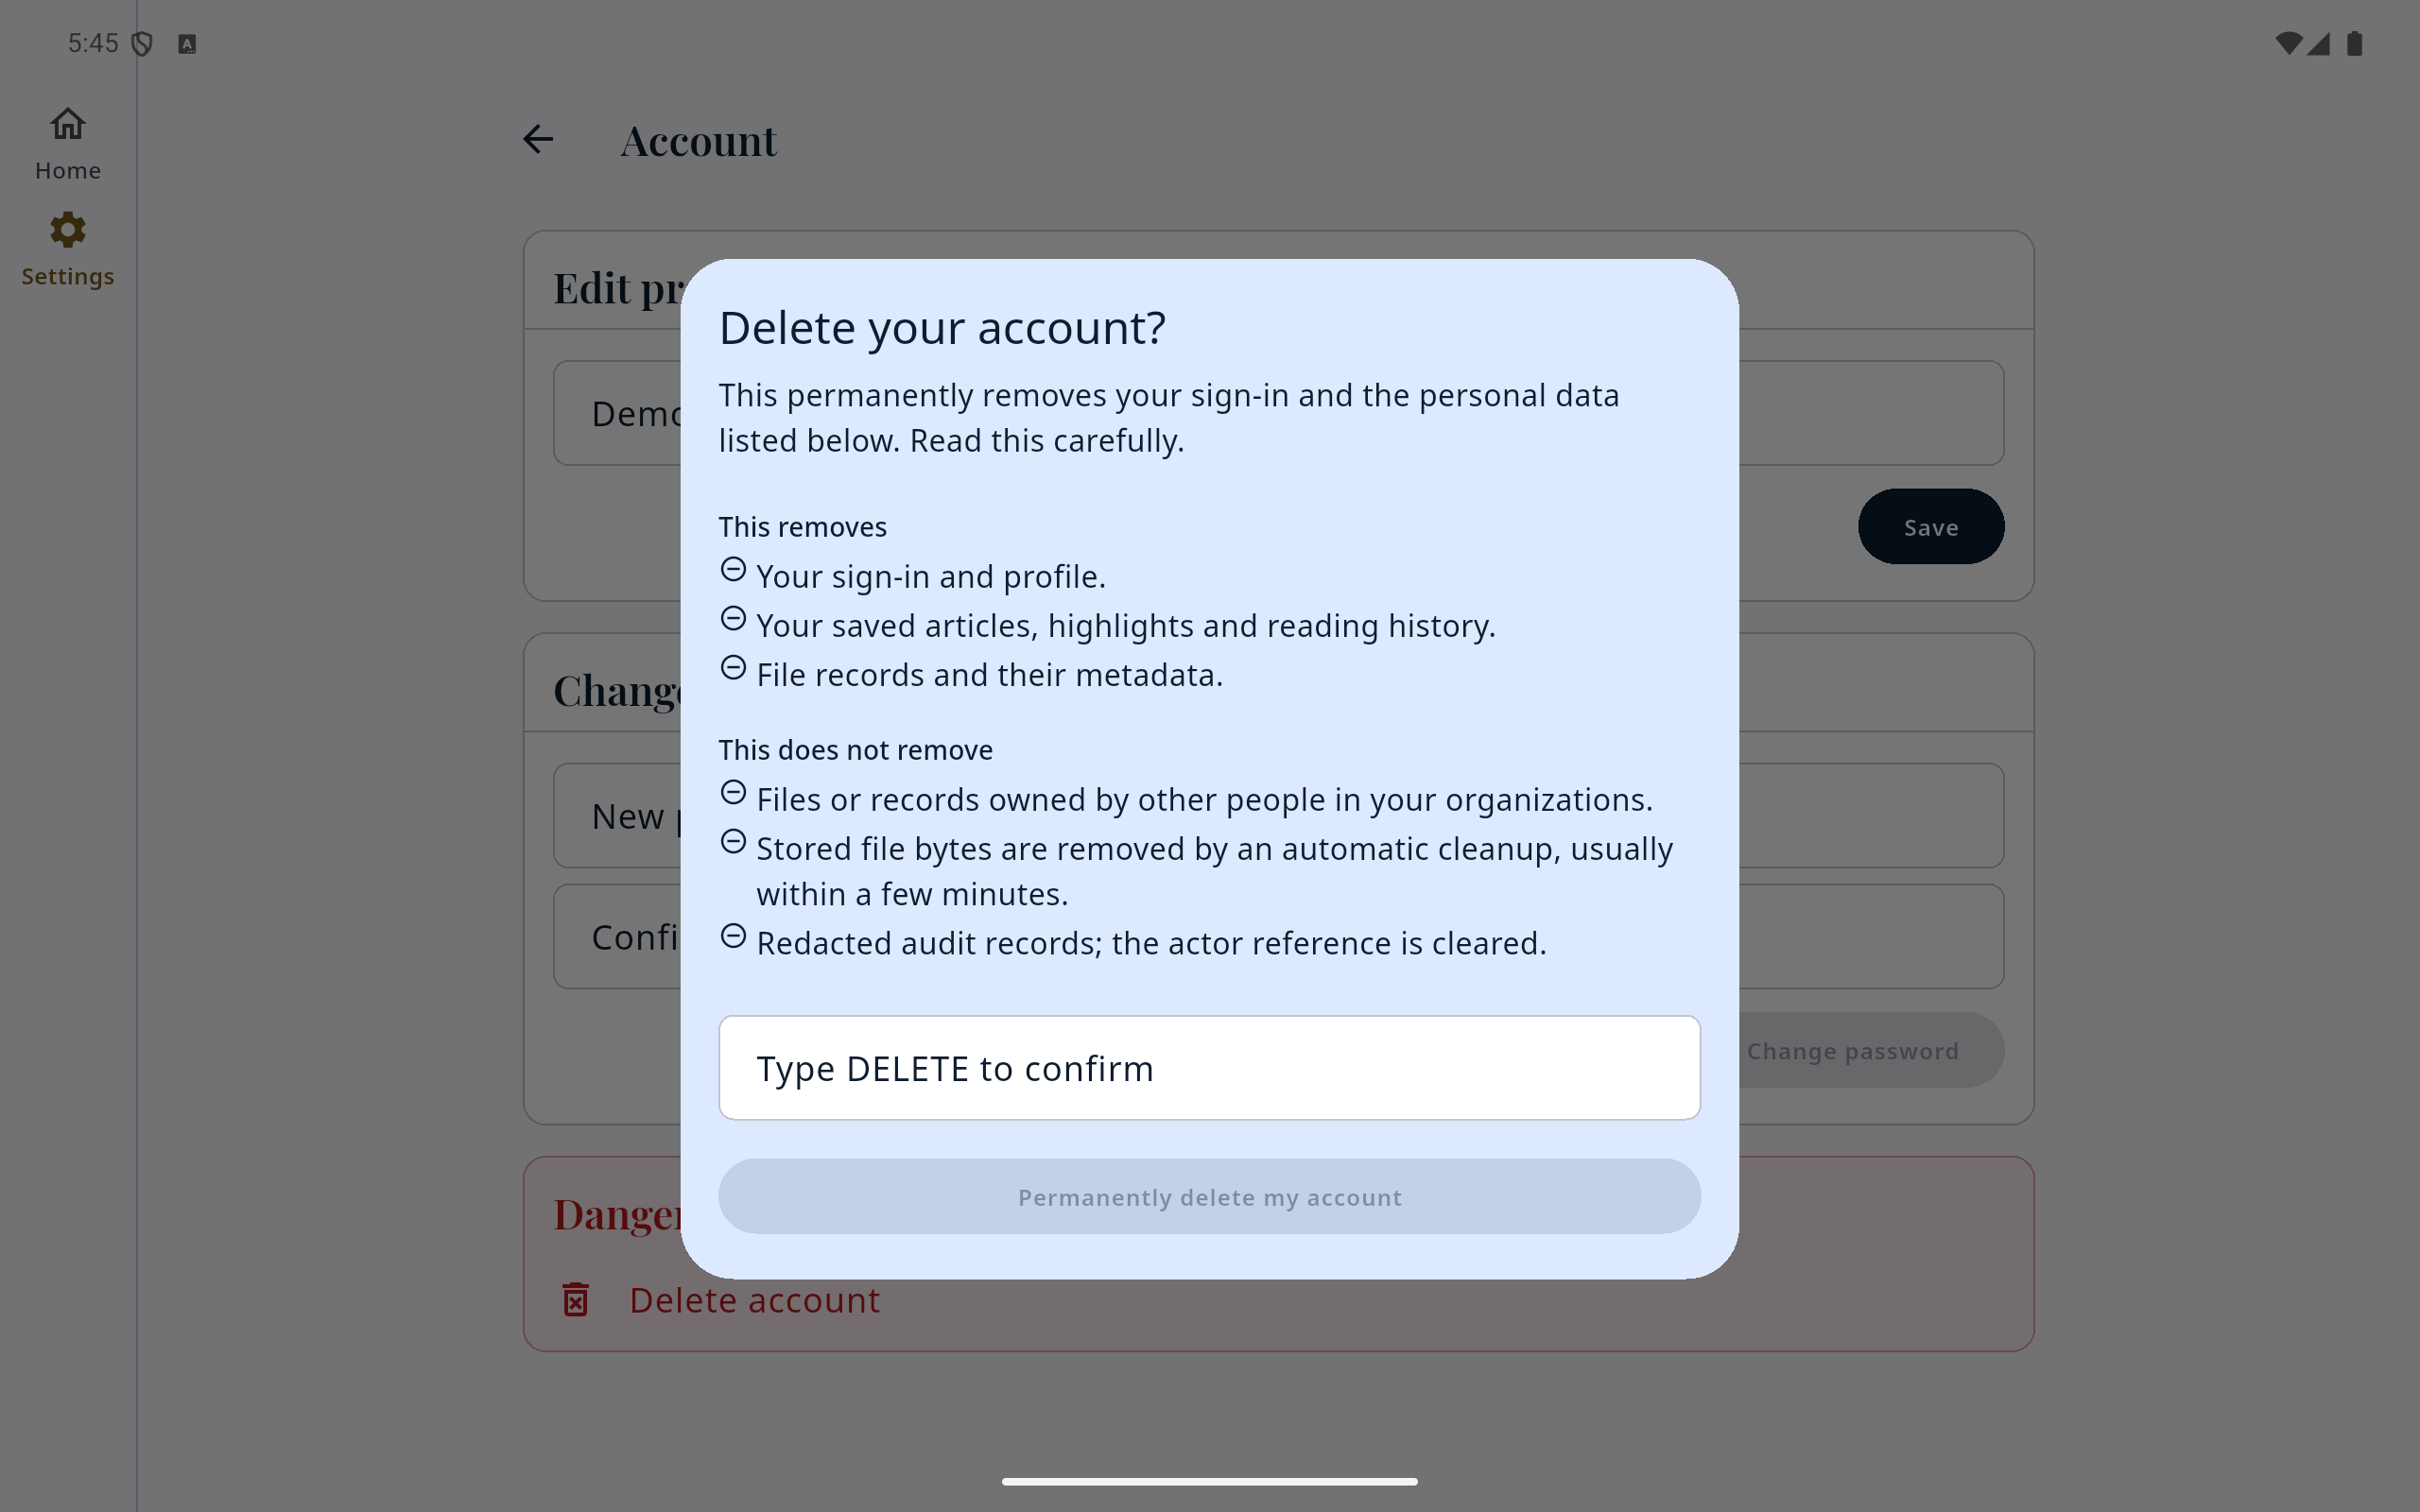 5:45
Home
Settings
Account
Edit pr
Demo
Save
Delete your account?
This permanently removes your sign-in and the personal data
listed below. Read this carefully.
This removes
Your sign-in and profile.
Your saved articles, highlights and reading history.
File records and their metadata.
This does not remove
Files or records owned by other people in your organizations.
Stored file bytes are removed by an automatic cleanup, usually
within a few minutes.
Redacted audit records; the actor reference is cleared.
Type DELETE to confirm
Permanently delete my account
Change
New
Confi
Change password
Danger
Delete account